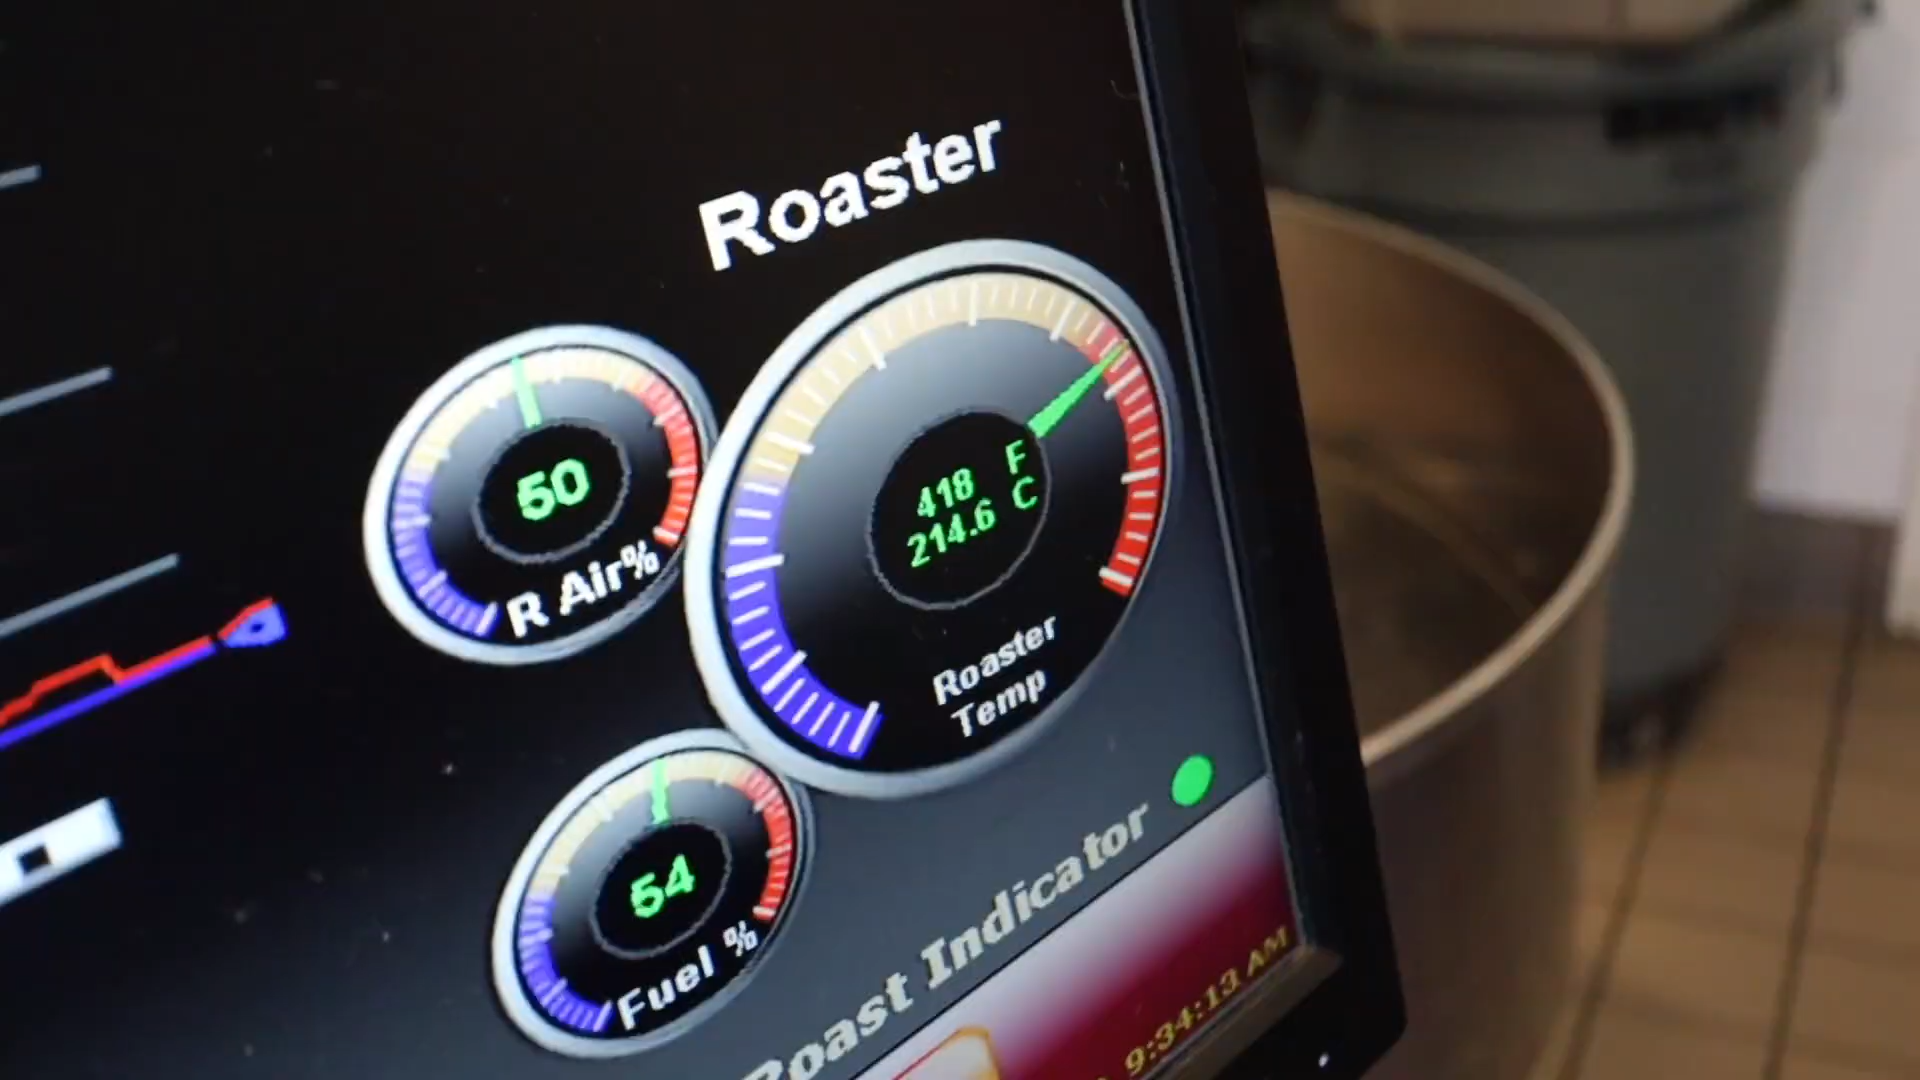 Roaster
50
R Air%
418 F
214.6 C
Roaster
Temp
54
Fuel %
Roast Indicator
9:34:13 AM